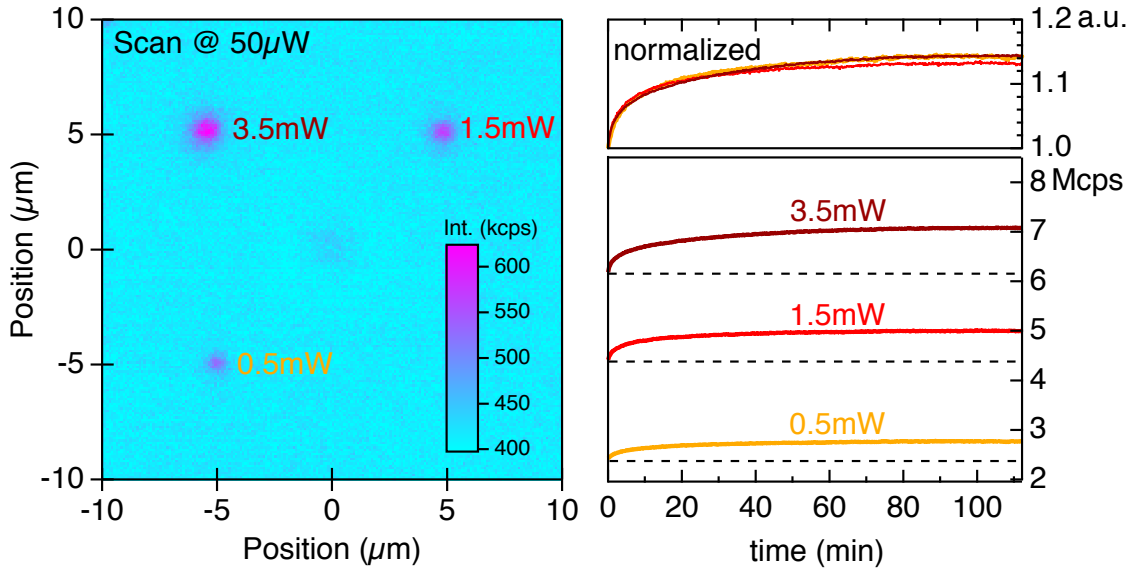 Scan @ 50µW
3.5mW
1.5mW
0.5mW
Int. (kcps)
600
550
500
450
400
10
5
0
-5
-10
Position (µm)
-10
-5
0
5
10
Position (µm)
normalized
1.2 a.u.
1.1
1.0
8 Mcps
7
6
5
4
3
2
3.5mW
1.5mW
0.5mW
0
20
40
60
80
100
time (min)